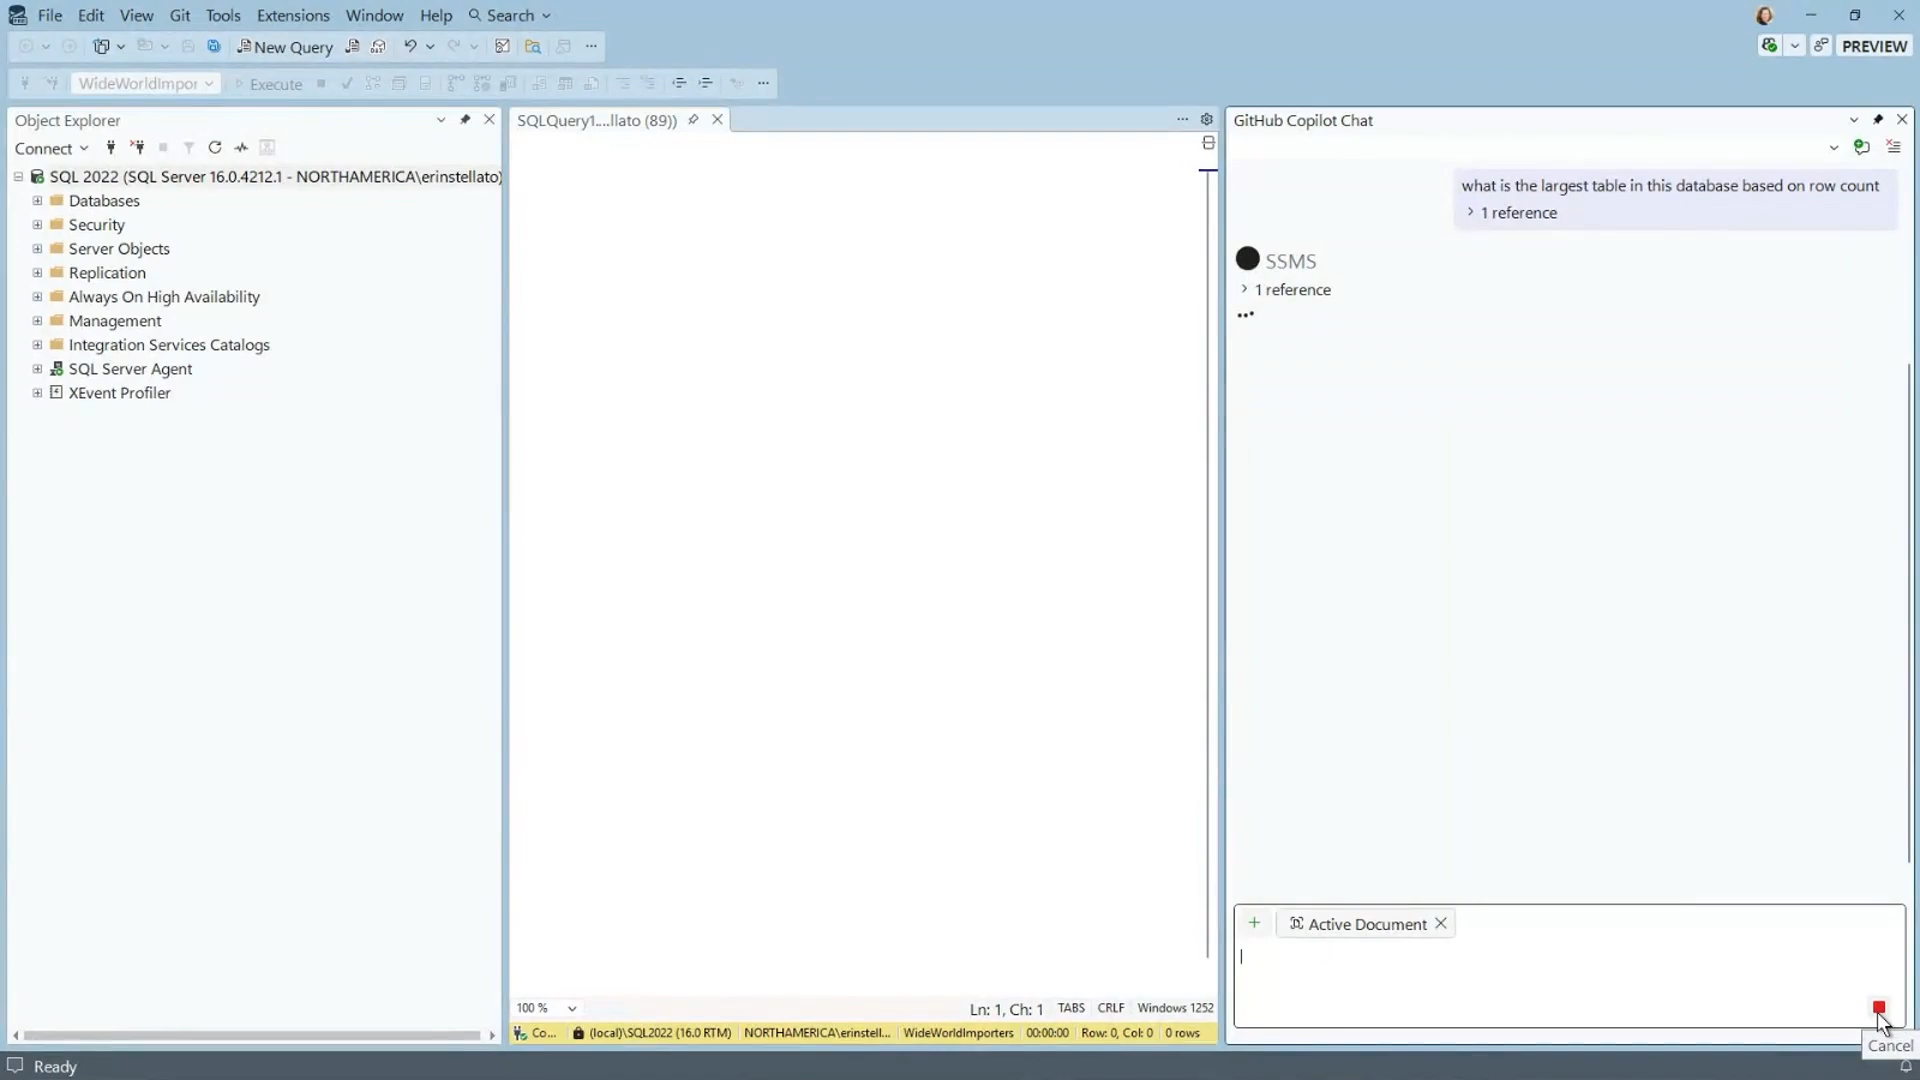 File Edit View Git Tools Extensions Window Help Search
New Query
PREVIEW
WideWorldImpor
Execute
Object Explorer
Connect
SQL 2022 (SQL Server 16.0.4212.1 - NORTHAMERICA\erinstellato)
Databases
Security
Server Objects
Replication
Always On High Availability
Management
Integration Services Catalogs
SQL Server Agent
XEvent Profiler
SQLQuery1....llato (89))
100 %
Ln: 1, Ch: 1 TABS CRLF Windows 1252
Co... (local)\SQL2022 (16.0 RTM) NORTHAMERICA\erinstell... WideWorldImporters 00:00:00 Row: 0, Col: 0 0 rows
GitHub Copilot Chat
what is the largest table in this database based on row count
1 reference
SSMS
1 reference
Active Document
Cancel
Ready